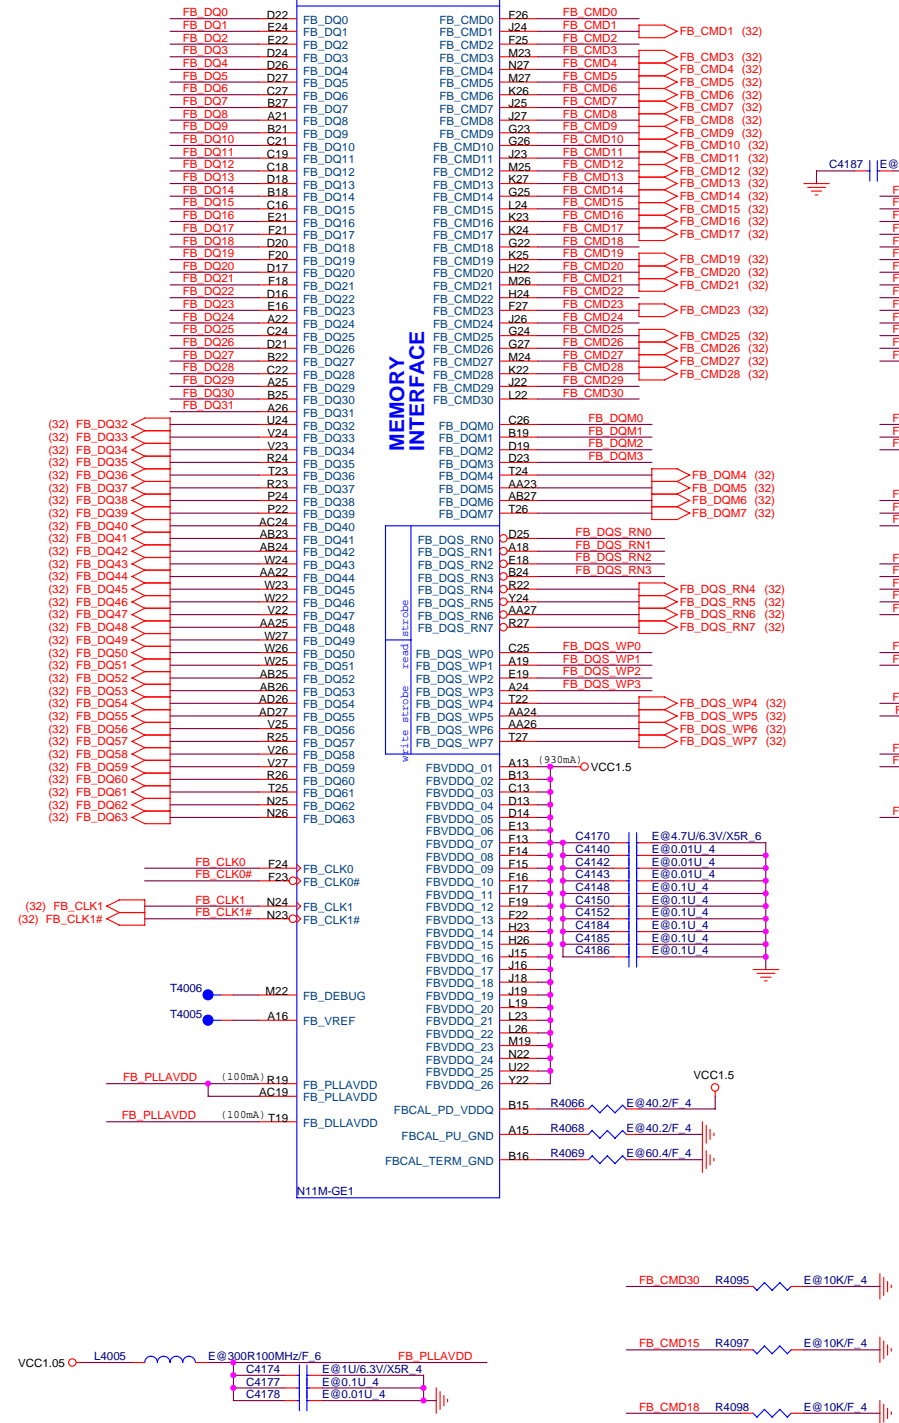 FB_DQ0 D22 FB_DQ0 FB_CMD0 F26 FB_CMD0
FB_DQ1 E24 FB_DQ1 FB_CMD1 J24 FB_CMD1 FB_CMD1 (32)
FB_DQ2 E22 FB_DQ2 FB_CMD2 F25 FB_CMD2
FB_DQ3 D24 FB_DQ3 FB_CMD3 M23 FB_CMD3 FB_CMD3 (32)
FB_DQ4 D26 FB_DQ4 FB_CMD4 N27 FB_CMD4 FB_CMD4 (32)
FB_DQ5 D27 FB_DQ5 FB_CMD5 M27 FB_CMD5 FB_CMD5 (32)
FB_DQ6 C27 FB_DQ6 FB_CMD6 K26 FB_CMD6 FB_CMD6 (32)
FB_DQ7 B27 FB_DQ7 FB_CMD7 J25 FB_CMD7 FB_CMD7 (32)
FB_DQ8 A21 FB_DQ8 FB_CMD8 J27 FB_CMD8 FB_CMD8 (32)
FB_DQ9 B21 FB_DQ9 FB_CMD9 G23 FB_CMD9 FB_CMD9 (32)
FB_DQ10 C21 FB_DQ10 FB_CMD10 G26 FB_CMD10 FB_CMD10 (32)
FB_DQ11 C19 FB_DQ11 FB_CMD11 J23 FB_CMD11 FB_CMD11 (32)
FB_DQ12 C18 FB_DQ12 FB_CMD12 M25 FB_CMD12 FB_CMD12 (32) C4187 E@
FB_DQ13 D18 FB_DQ13 FB_CMD13 K27 FB_CMD13 FB_CMD13 (32)
FB_DQ14 B18 FB_DQ14 FB_CMD14 G25 FB_CMD14 FB_CMD14 (32)
FB_DQ15 C16 FB_DQ15 FB_CMD15 L24 FB_CMD15 FB_CMD15 (32)
FB_DQ16 E21 FB_DQ16 FB_CMD16 K23 FB_CMD16 FB_CMD16 (32)
FB_DQ17 F21 FB_DQ17 FB_CMD17 K24 FB_CMD17 FB_CMD17 (32)
FB_DQ18 D20 FB_DQ18 FB_CMD18 G22 FB_CMD18
FB_DQ19 F20 FB_DQ19 FB_CMD19 K25 FB_CMD19 FB_CMD19 (32)
FB_DQ20 D17 FB_DQ20 FB_CMD20 H22 FB_CMD20 FB_CMD20 (32)
FB_DQ21 F18 FB_DQ21 FB_CMD21 M26 FB_CMD21 FB_CMD21 (32)
FB_DQ22 D16 FB_DQ22 FB_CMD22 H24 FB_CMD22
FB_DQ23 E16 FB_DQ23 FB_CMD23 F27 FB_CMD23 FB_CMD23 (32)
FB_DQ24 A22 FB_DQ24 FB_CMD24 J26 FB_CMD24
FB_DQ25 C24 FB_DQ25 FB_CMD25 G24 FB_CMD25 FB_CMD25 (32)
FB_DQ26 D21 FB_DQ26 FB_CMD26 G27 FB_CMD26 FB_CMD26 (32)
FB_DQ27 B22 FB_DQ27 FB_CMD27 M24 FB_CMD27 FB_CMD27 (32)
FB_DQ28 C22 FB_DQ28 FB_CMD28 K22 FB_CMD28 FB_CMD28 (32)
FB_DQ29 A25 FB_DQ29 FB_CMD29 J22 FB_CMD29
FB_DQ30 B25 FB_DQ30 FB_CMD30 L22 FB_CMD30
FB_DQ31 A26 FB_DQ31
MEMORY
INTERFACE
(32) FB_DQ32 U24 FB_DQ32 FB_DQM0 C26 FB_DQM0
(32) FB_DQ33 V24 FB_DQ33 FB_DQM1 B19 FB_DQM1
(32) FB_DQ34 V23 FB_DQ34 FB_DQM2 D19 FB_DQM2
(32) FB_DQ35 R24 FB_DQ35 FB_DQM3 D23 FB_DQM3
(32) FB_DQ36 T23 FB_DQ36 FB_DQM4 T24 FB_DQM4 (32)
(32) FB_DQ37 R23 FB_DQ37 FB_DQM5 AA23 FB_DQM5 (32)
(32) FB_DQ38 P24 FB_DQ38 FB_DQM6 AB27 FB_DQM6 (32)
(32) FB_DQ39 P22 FB_DQ39 FB_DQM7 T26 FB_DQM7 (32)
(32) FB_DQ40 AC24 FB_DQ40
(32) FB_DQ41 AB23 FB_DQ41 FB_DQS_RN0 D25 FB_DQS_RN0
(32) FB_DQ42 AB24 FB_DQ42 FB_DQS_RN1 A18 FB_DQS_RN1
(32) FB_DQ43 W24 FB_DQ43 FB_DQS_RN2 E18 FB_DQS_RN2
(32) FB_DQ44 AA22 FB_DQ44 FB_DQS_RN3 B24 FB_DQS_RN3
(32) FB_DQ45 W23 FB_DQ45 FB_DQS_RN4 R22 FB_DQS_RN4 (32)
(32) FB_DQ46 W22 FB_DQ46 FB_DQS_RN5 Y24 FB_DQS_RN5 (32)
(32) FB_DQ47 V22 FB_DQ47 FB_DQS_RN6 AA27 FB_DQS_RN6 (32)
(32) FB_DQ48 AA25 FB_DQ48 FB_DQS_RN7 R27 FB_DQS_RN7 (32)
write strobe read strobe
(32) FB_DQ49 W27 FB_DQ49
(32) FB_DQ50 W26 FB_DQ50 FB_DQS_WP0 C25 FB_DQS_WP0
(32) FB_DQ51 W25 FB_DQ51 FB_DQS_WP1 A19 FB_DQS_WP1
(32) FB_DQ52 AB25 FB_DQ52 FB_DQS_WP2 E19 FB_DQS_WP2
(32) FB_DQ53 AB26 FB_DQ53 FB_DQS_WP3 A24 FB_DQS_WP3
(32) FB_DQ54 AD26 FB_DQ54 FB_DQS_WP4 T22 FB_DQS_WP4 (32)
(32) FB_DQ55 AD27 FB_DQ55 FB_DQS_WP5 AA24 FB_DQS_WP5 (32)
(32) FB_DQ56 V25 FB_DQ56 FB_DQS_WP6 AA26 FB_DQS_WP6 (32)
(32) FB_DQ57 R25 FB_DQ57 FB_DQS_WP7 T27 FB_DQS_WP7 (32)
(32) FB_DQ58 V26 FB_DQ58
(32) FB_DQ59 V27 FB_DQ59 FBVDDQ_01 A13 (930mA) VCC1.5
(32) FB_DQ60 R26 FB_DQ60 FBVDDQ_02 B13
(32) FB_DQ61 T25 FB_DQ61 FBVDDQ_03 C13
(32) FB_DQ62 N25 FB_DQ62 FBVDDQ_04 D13
(32) FB_DQ63 N26 FB_DQ63 FBVDDQ_05 D14
FBVDDQ_06 E13
FBVDDQ_07 F13 C4170 E@4.7U/6.3V/X5R_6
FBVDDQ_08 F14 C4140 E@0.01U_4
FB_CLK0 F24 FB_CLK0 FBVDDQ_09 F15 C4142 E@0.01U_4
FB_CLK0# F23 FB_CLK0# FBVDDQ_10 F16 C4143 E@0.01U_4
FBVDDQ_11 F17 C4148 E@0.1U_4
(32) FB_CLK1 FB_CLK1 N24 FB_CLK1 FBVDDQ_12 F19 C4150 E@0.1U_4
(32) FB_CLK1# FB_CLK1# N23 FB_CLK1# FBVDDQ_13 F22 C4152 E@0.1U_4
FBVDDQ_14 H23 C4184 E@0.1U_4
FBVDDQ_15 H26 C4185 E@0.1U_4
FBVDDQ_16 J15 C4186 E@0.1U_4
FBVDDQ_17 J16
FBVDDQ_18 J18
T4006 M22 FB_DEBUG FBVDDQ_19 J19
FBVDDQ_20 L19
T4005 A16 FB_VREF FBVDDQ_21 L23
FBVDDQ_22 L26
FBVDDQ_23 M19
FBVDDQ_24 N22
FBVDDQ_25 U22
FB_PLLAVDD (100mA) R19 FB_PLLAVDD FBVDDQ_26 Y22 VCC1.5
AC19 FB_PLLAVDD
FBCAL_PD_VDDQ B15 R4066 E@40.2/F_4
FB_PLLAVDD (100mA) T19 FB_DLLAVDD
FBCAL_PU_GND A15 R4068 E@40.2/F_4
FBCAL_TERM_GND B16 R4069 E@60.4/F_4
N11M-GE1
FB_CMD30 R4095 E@10K/F_4
FB_CMD15 R4097 E@10K/F_4
VCC1.05 L4005 E@300R100MHz/F_6 FB_PLLAVDD
C4174 E@1U/6.3V/X5R_4
C4177 E@0.1U_4
C4178 E@0.01U_4
FB_CMD18 R4098 E@10K/F_4